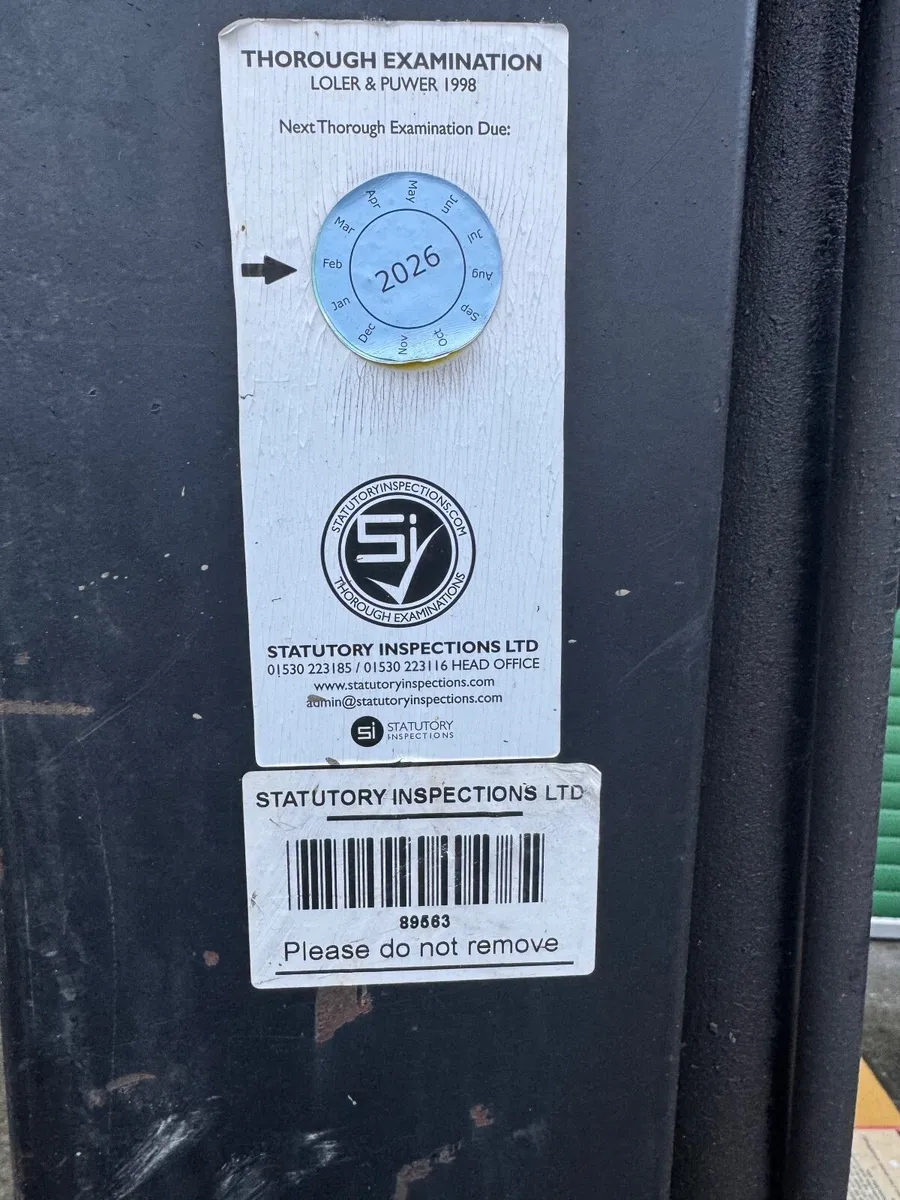 THOROUGH EXAMINATION
LOLER & PUWER 1998
Next Thorough Examination Due:
Jan
Feb
Mar
Apr
May
Jun
Jul
Aug
Sep
Oct
Nov
Dec
2026
STATUTORYINSPECTIONS.COM
Si
THOROUGH EXAMINATIONS
STATUTORY INSPECTIONS LTD
01530 223185 / 01530 223116 HEAD OFFICE
www.statutoryinspections.com
admin@statutoryinspections.com
Si STATUTORY
INSPECTIONS
STATUTORY INSPECTIONS LTD
89563
Please do not remove